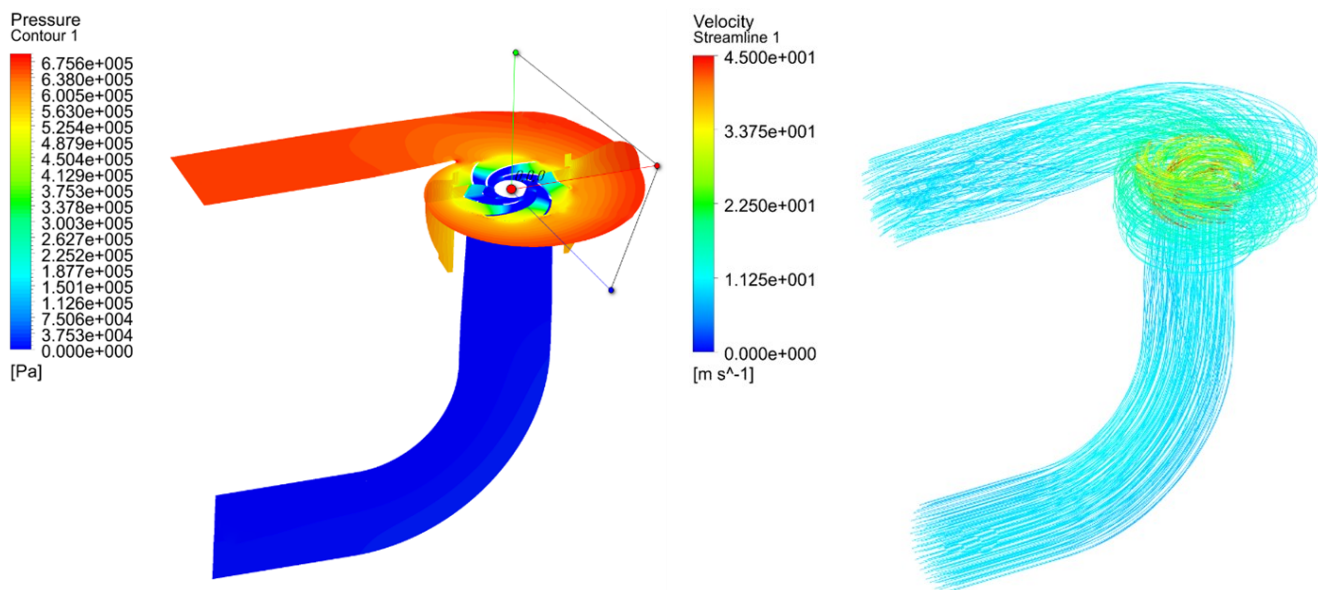 Pressure
Contour 1
6.756e+005
6.380e+005
6.005e+005
5.630e+005
5.254e+005
4.879e+005
4.504e+005
4.129e+005
3.753e+005
3.378e+005
3.003e+005
2.627e+005
2.252e+005
1.877e+005
1.501e+005
1.126e+005
7.506e+004
3.753e+004
0.000e+000
[Pa]
Velocity
Streamline 1
4.500e+001
3.375e+001
2.250e+001
1.125e+001
0.000e+000
[m s^-1]